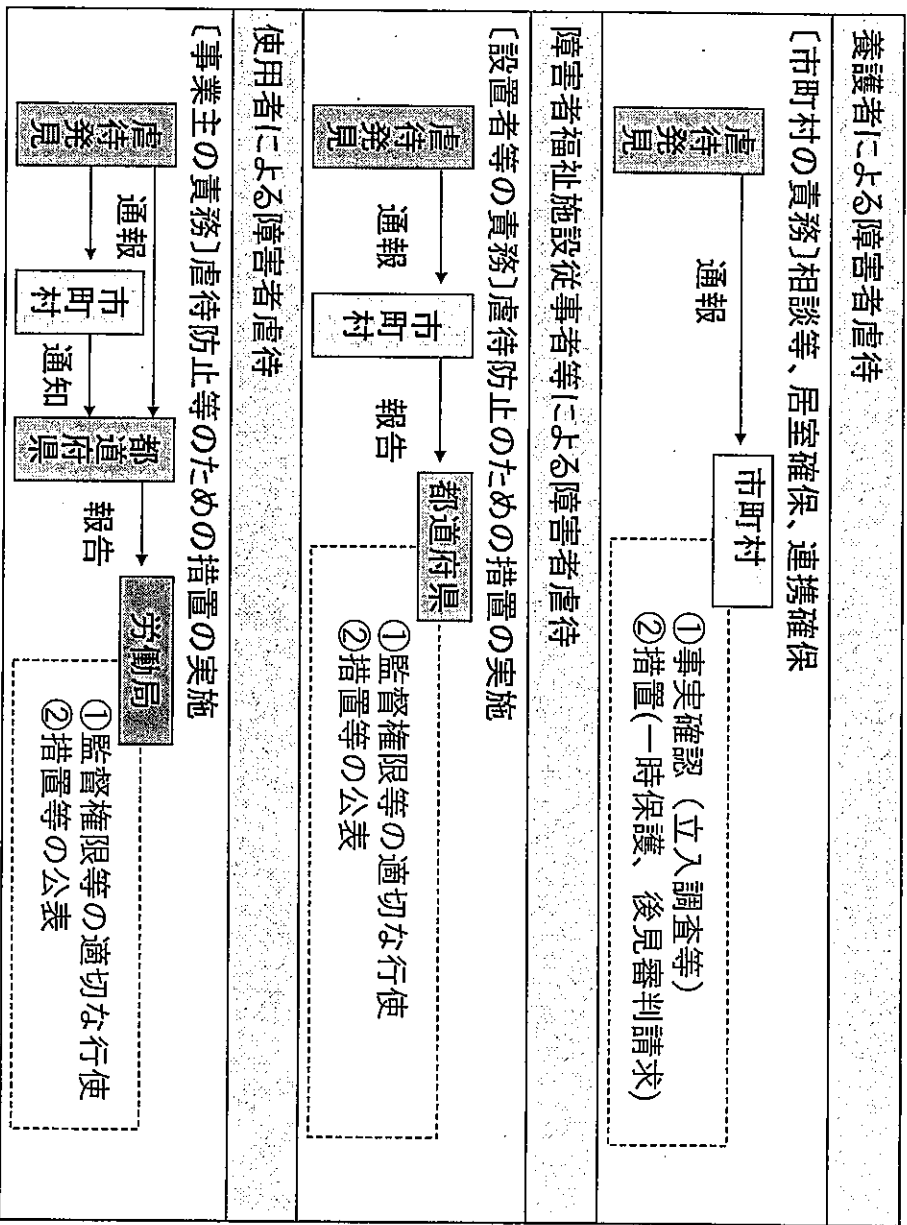 養護者による障害者虐待
〔市町村の責務〕相談等、居室確保、連携確保
虐待発見
通報
市町村
①事実確認（立入調査等）
②措置(一時保護、後見審判請求)
障害者福祉施設従事者等による障害者虐待
〔設置者等の責務〕虐待防止のための措置の実施
虐待発見
通報
市町村
報告
都道府県
①監督権限等の適切な行使
②措置等の公表
使用者による障害者虐待
〔事業主の責務〕虐待防止等のための措置の実施
虐待発見
通報
市町村
通知
都道府県
報告
労働局
①監督権限等の適切な行使
②措置等の公表